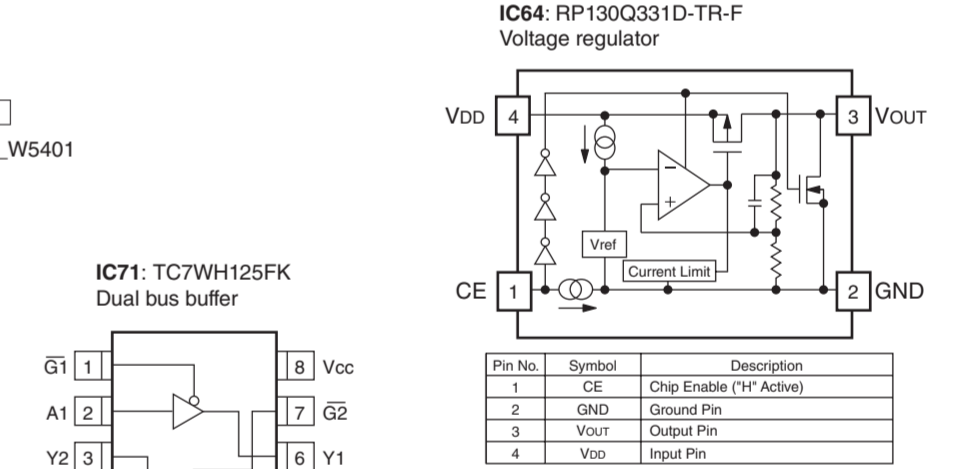 IC64: RP130Q331D-TR-F
Voltage regulator
VDD 4
3 VOUT
_W5401
Vref
Current Limit
CE 1
2 GND
IC71: TC7WH125FK
Dual bus buffer
G1 1
8 Vcc
A1 2
7 G2
Y2 3
6 Y1
Pin No. Symbol Description
1 CE Chip Enable ("H" Active)
2 GND Ground Pin
3 VOUT Output Pin
4 VDD Input Pin